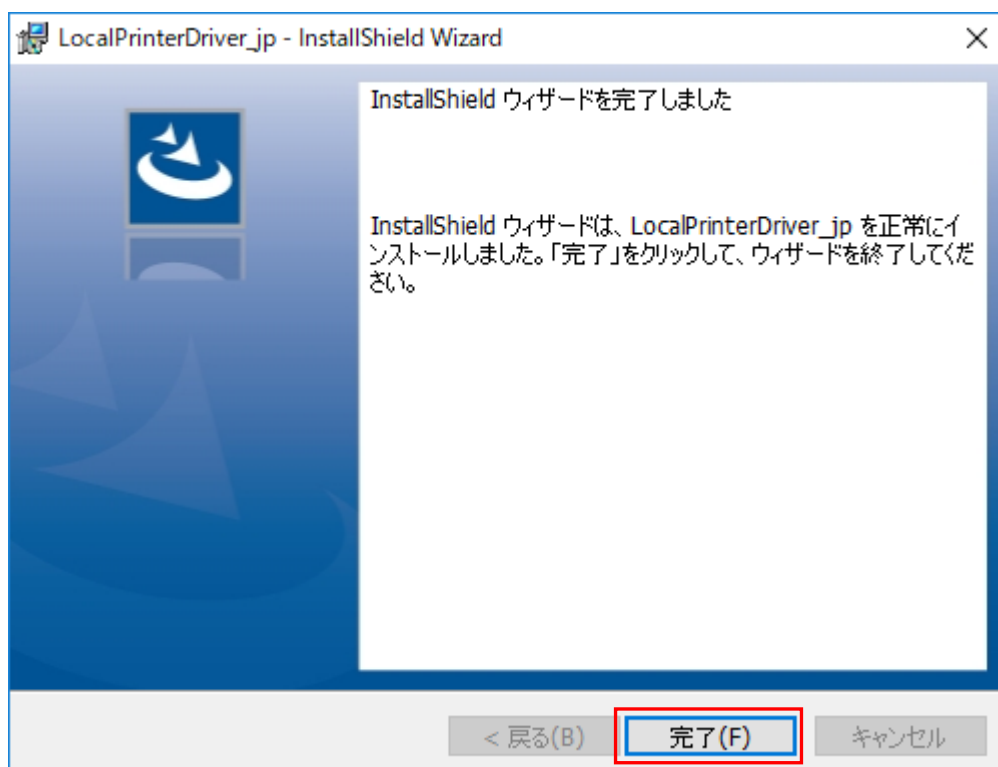 LocalPrinterDriver_jp - InstallShield Wizard
InstallShield ウィザードを完了しました
InstallShield ウィザードは、LocalPrinterDriver_jp を正常にイ
ンストールしました。「完了」をクリックして、ウィザードを終了してくだ
さい。
< 戻る(B)
完了(F)
キャンセル